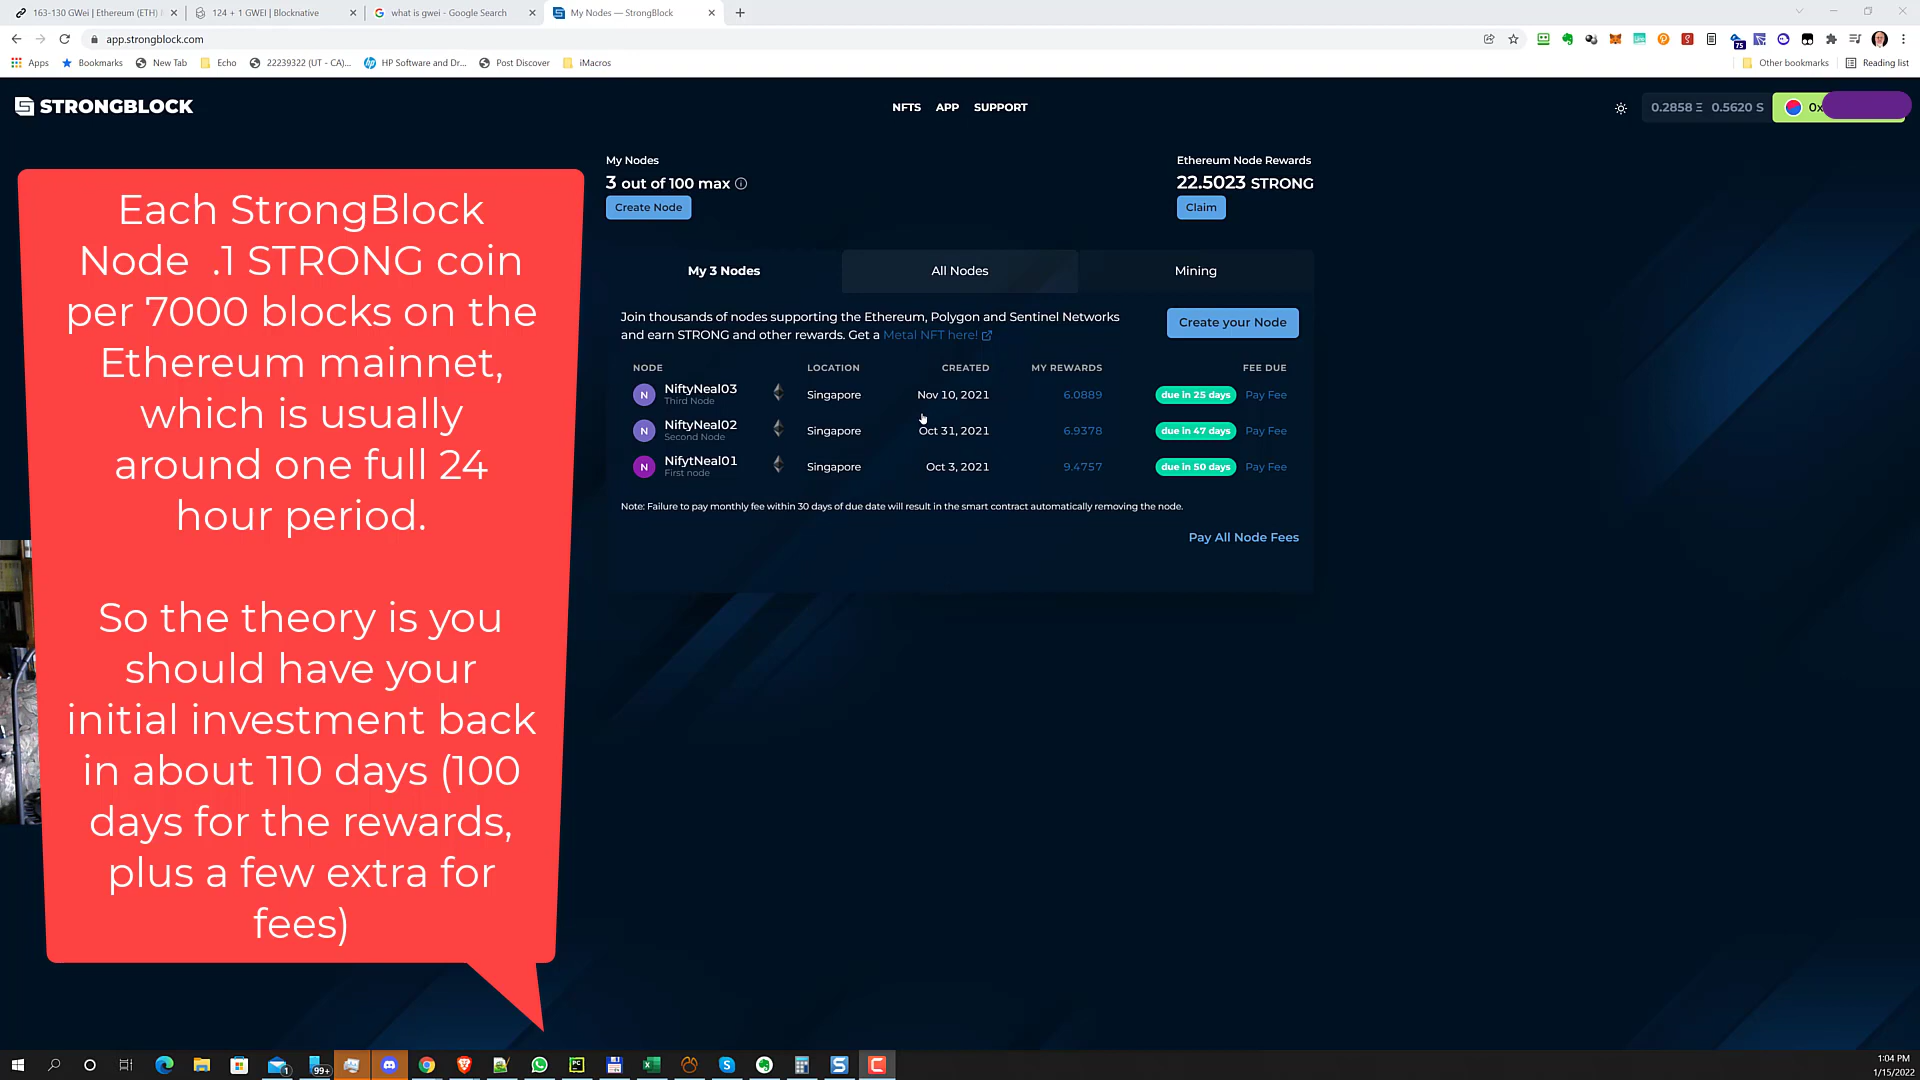 163-130 GWei | Ethereum (ETH)
124 + 1 GWEI | Blocknative
what is gwei - Google Search
My Nodes — StrongBlock
app.strongblock.com
75
Apps
Bookmarks
New Tab
Echo
22239322 (UT - CA)...
HP Software and Dr...
Post Discover
iMacros
Other bookmarks
Reading list
STRONGBLOCK
NFTS
APP
SUPPORT
0.2858 Ξ 0.5620 S
0x
Each StrongBlock
Node .1 STRONG coin
per 7000 blocks on the
Ethereum mainnet,
which is usually
around one full 24
hour period.
So the theory is you
should have your
initial investment back
in about 110 days (100
days for the rewards,
plus a few extra for
fees)
My Nodes
3 out of 100 max
Create Node
Ethereum Node Rewards
22.5023 STRONG
Claim
My 3 Nodes
All Nodes
Mining
Join thousands of nodes supporting the Ethereum, Polygon and Sentinel Networks
and earn STRONG and other rewards. Get a Metal NFT here!
Create your Node
NODE LOCATION CREATED MY REWARDS FEE DUE
N NiftyNeal03 Singapore Nov 10, 2021 6.0889 due in 25 days Pay Fee
Third Node
N NiftyNeal02 Singapore Oct 31, 2021 6.9378 due in 47 days Pay Fee
Second Node
N NifytNeal01 Singapore Oct 3, 2021 9.4757 due in 50 days Pay Fee
First node
Note: Failure to pay monthly fee within 30 days of due date will result in the smart contract automatically removing the node.
Pay All Node Fees
1
99+
PC
1:04 PM
1/15/2022